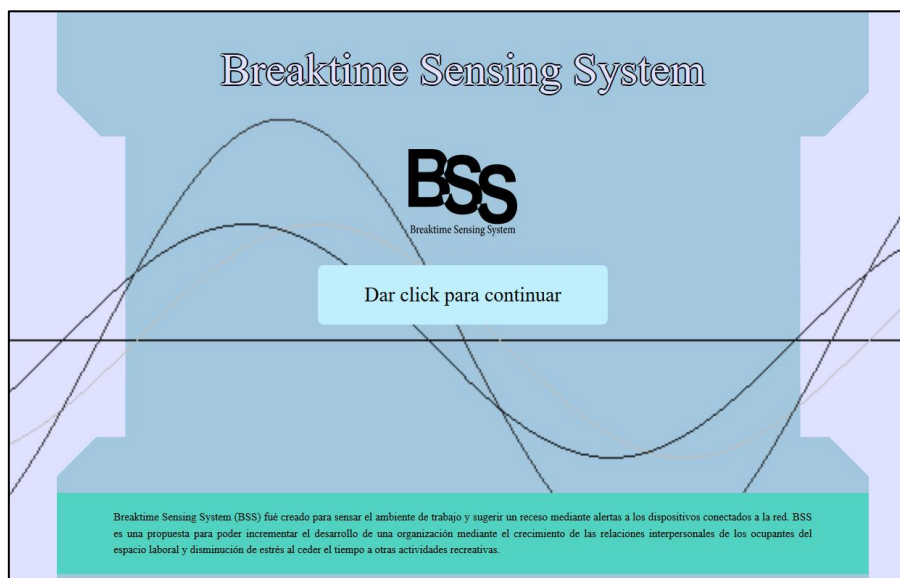 Breaktime Sensing System
BSS
Breaktime Sensing System
Dar click para continuar
Breaktime Sensing System (BSS) fué creado para sensar el ambiente de trabajo y sugerir un receso mediante alertas a los dispositivos conectados a la red. BSS
es una propuesta para poder incrementar el desarrollo de una organización mediante el crecimiento de las relaciones interpersonales de los ocupantes del
espacio laboral y disminución de estrés al ceder el tiempo a otras actividades recreativas.